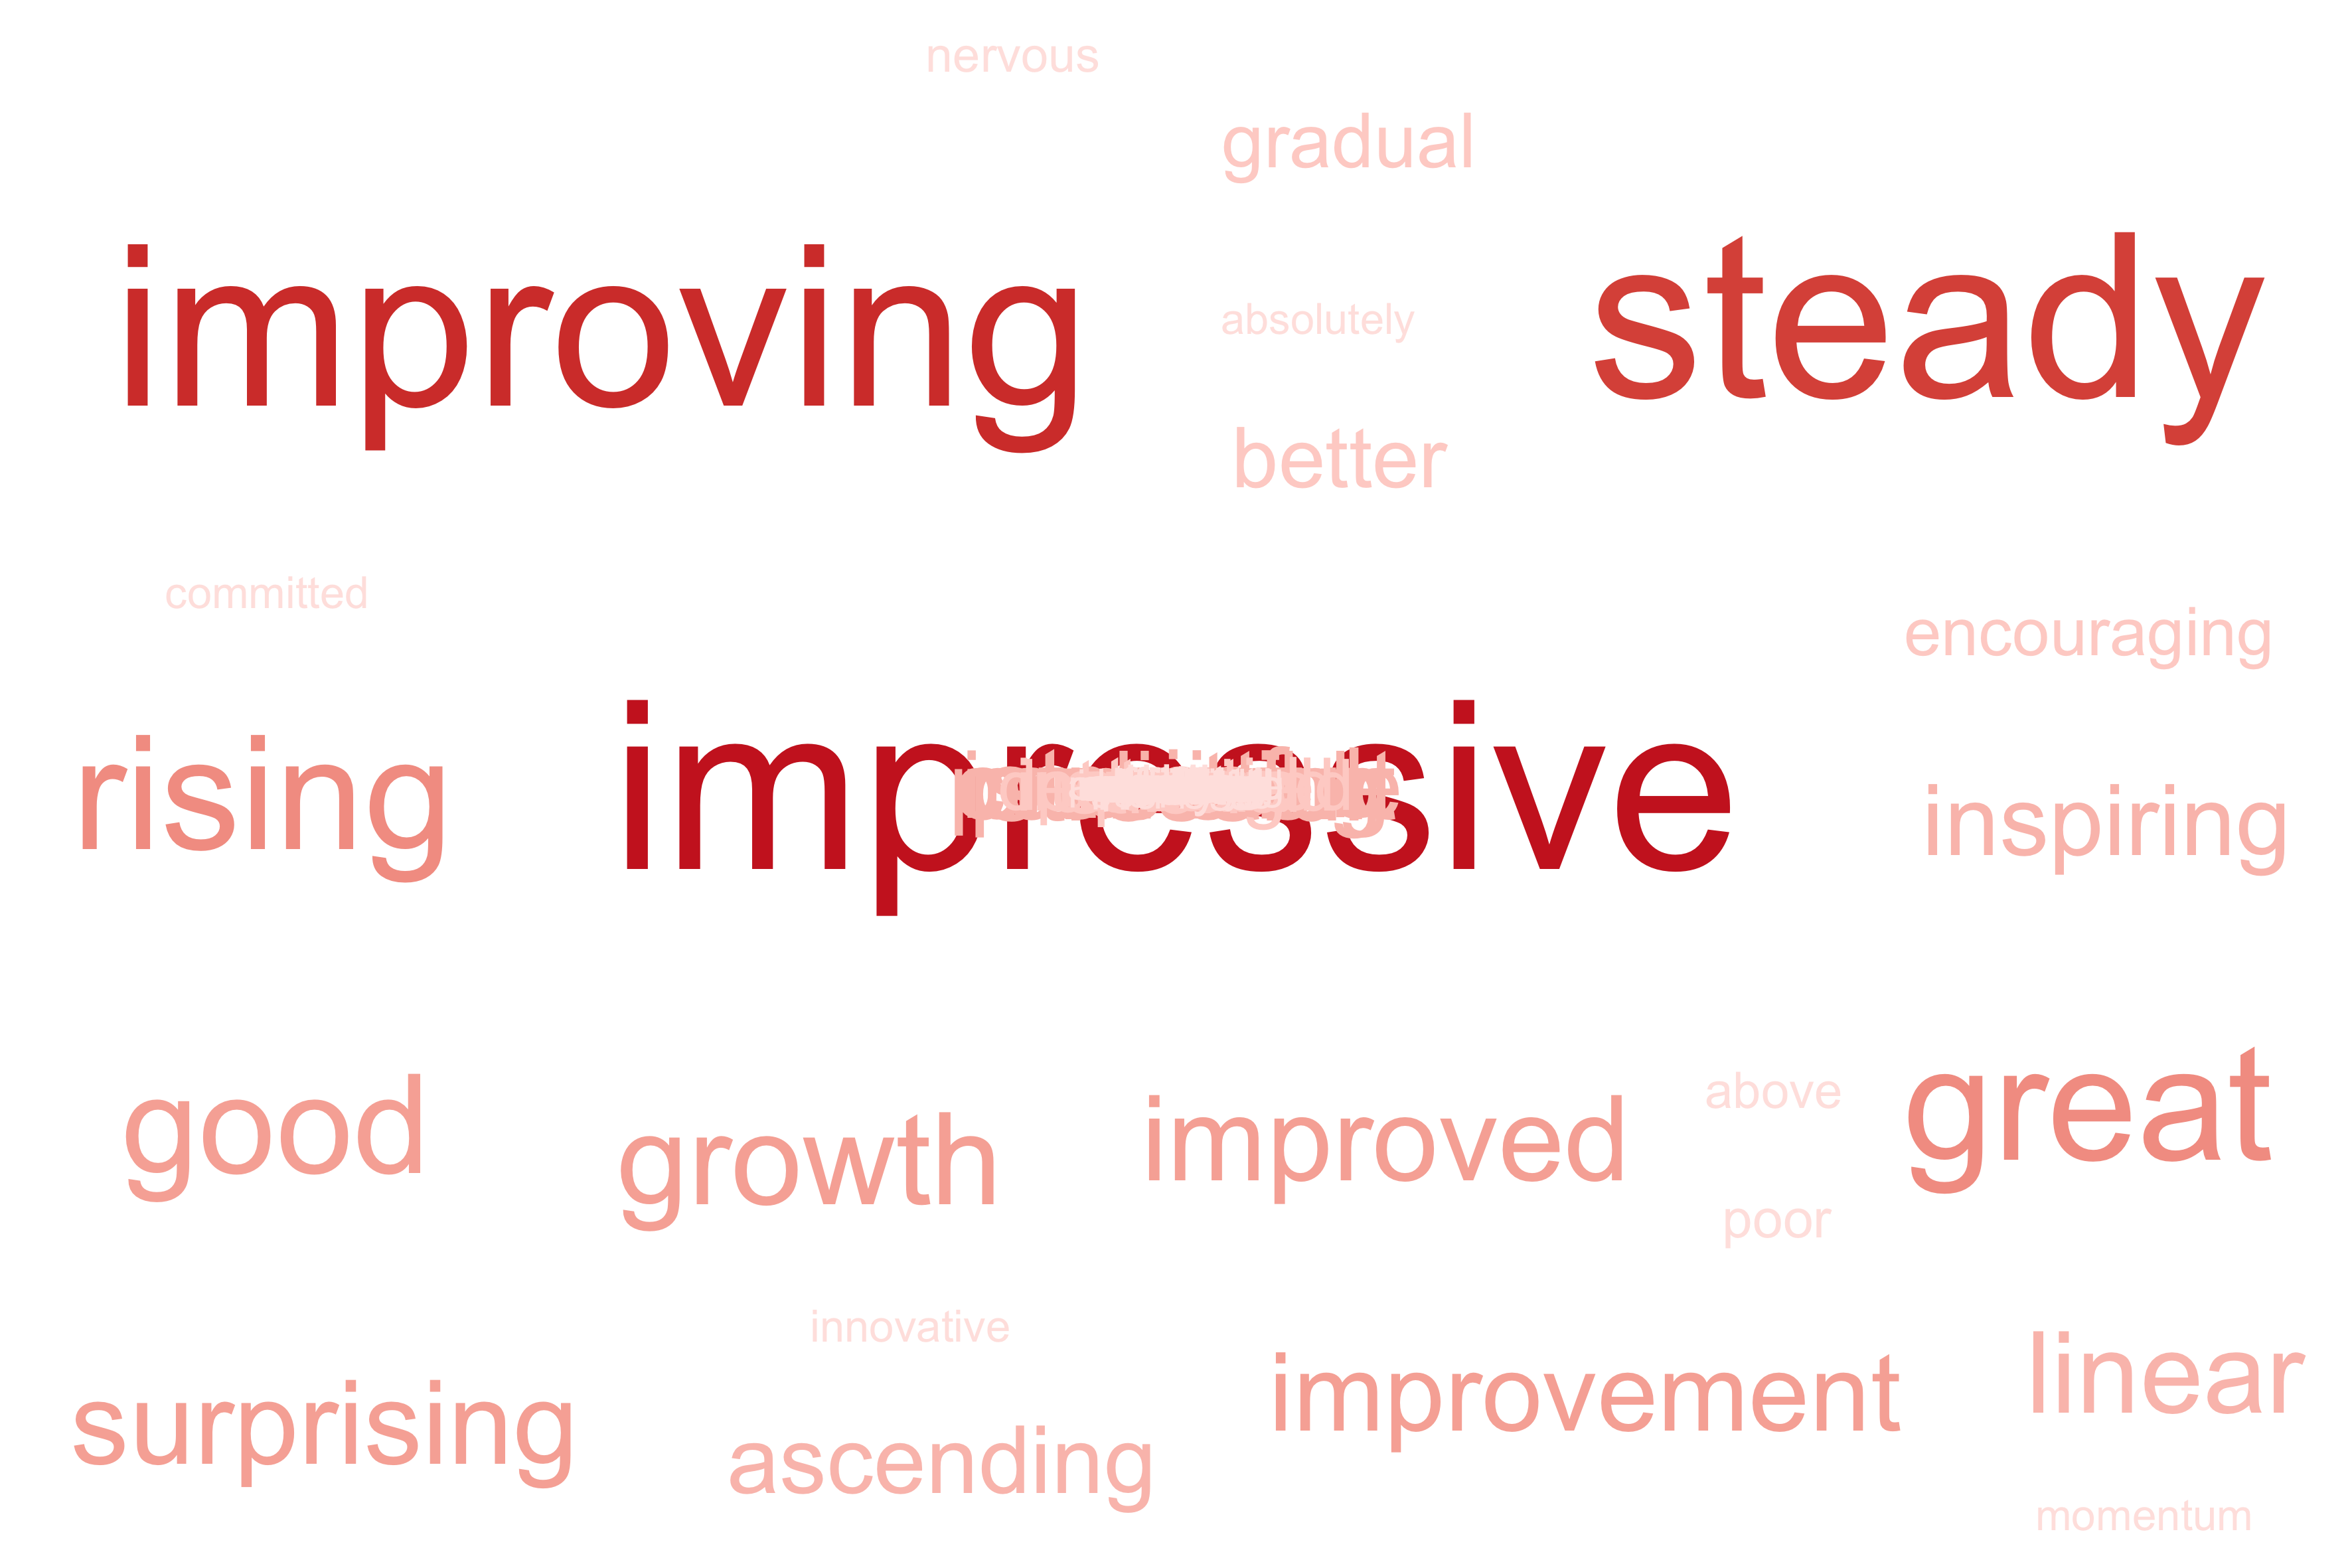 nervous
gradual
improving
steady
absolutely
better
committed
encouraging
rising
impressive
inspiring
good
growth
improved
above
great
poor
innovative
surprising
ascending
improvement
linear
momentum